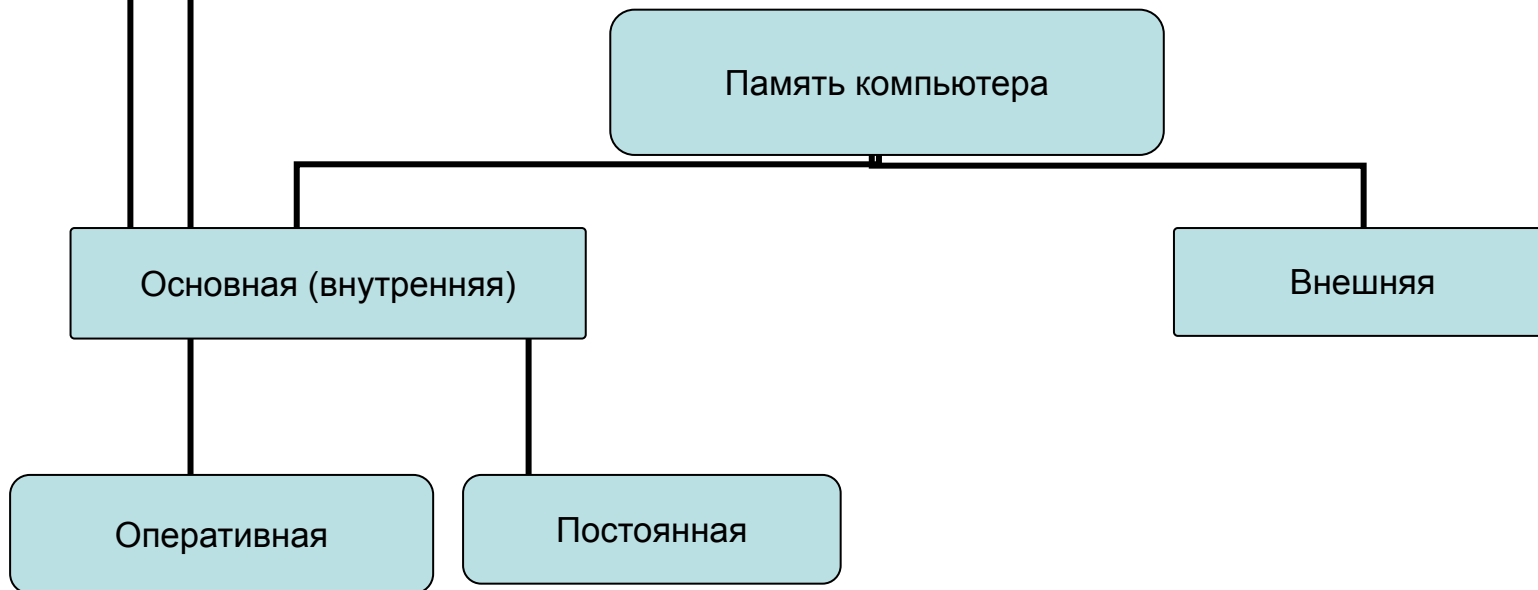 Память компьютера
Основная (внутренняя)
Внешняя
Оперативная
Постоянная